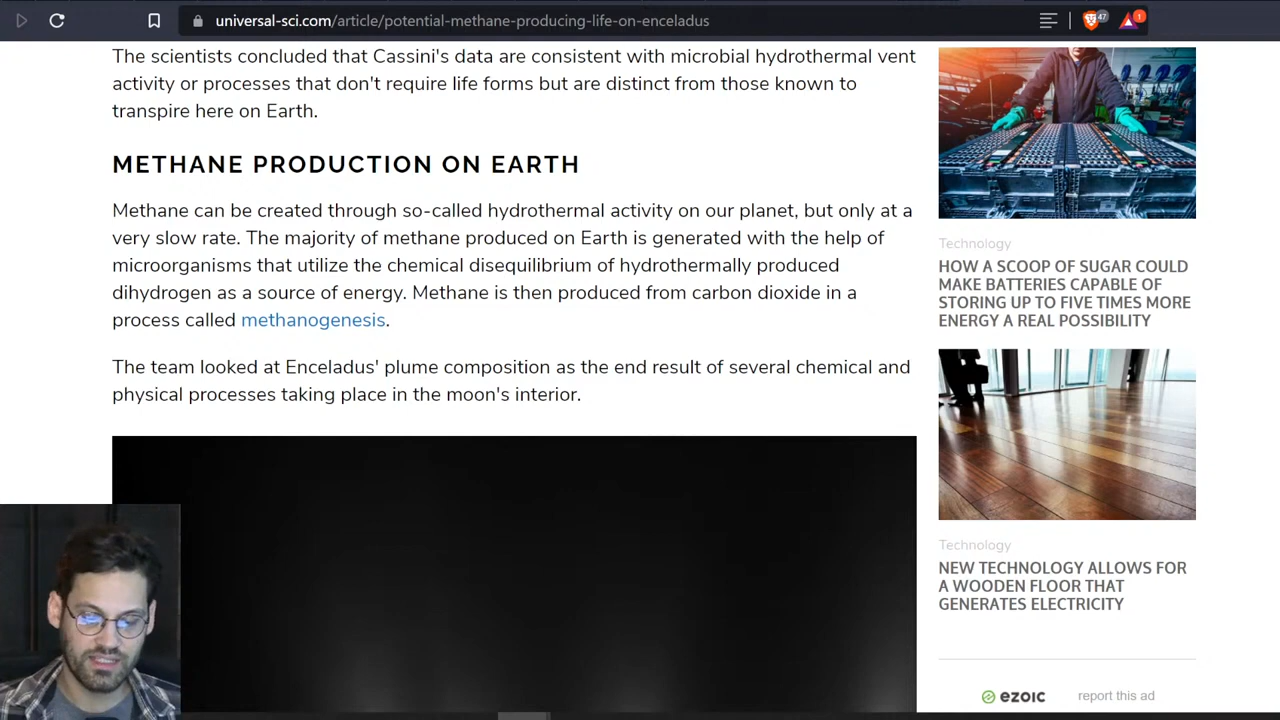 universal-sci.com/article/potential-methane-producing-life-on-enceladus
47
1
The scientists concluded that Cassini's data are consistent with microbial hydrothermal vent
activity or processes that don't require life forms but are distinct from those known to
transpire here on Earth.
METHANE PRODUCTION ON EARTH
Methane can be created through so-called hydrothermal activity on our planet, but only at a
very slow rate. The majority of methane produced on Earth is generated with the help of
microorganisms that utilize the chemical disequilibrium of hydrothermally produced
dihydrogen as a source of energy. Methane is then produced from carbon dioxide in a
process called methanogenesis.
The team looked at Enceladus' plume composition as the end result of several chemical and
physical processes taking place in the moon's interior.
Technology
HOW A SCOOP OF SUGAR COULD
MAKE BATTERIES CAPABLE OF
STORING UP TO FIVE TIMES MORE
ENERGY A REAL POSSIBILITY
Technology
NEW TECHNOLOGY ALLOWS FOR
A WOODEN FLOOR THAT
GENERATES ELECTRICITY
ezoic
report this ad